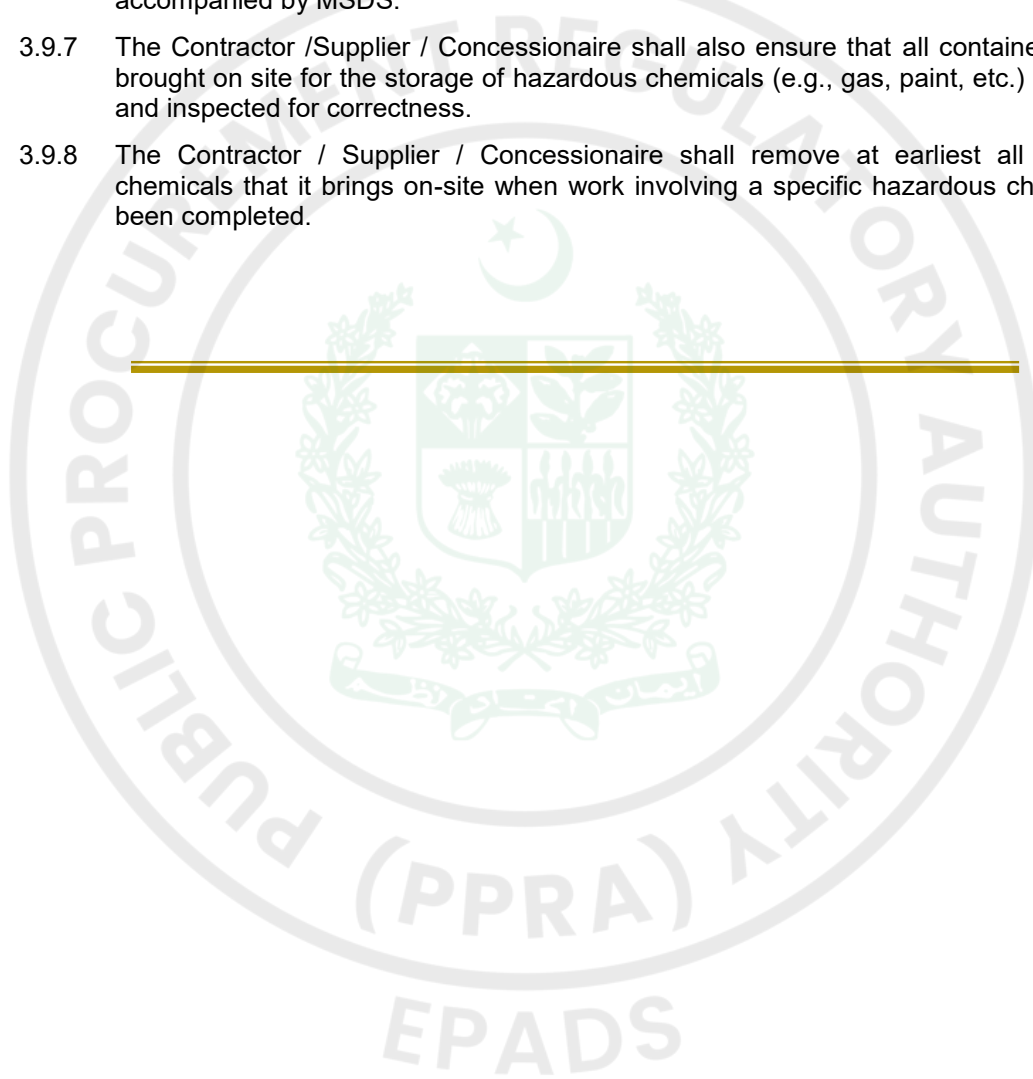 accompanied by MSDS.
3.9.7 The Contractor /Supplier / Concessionaire shall also ensure that all containe
brought on site for the storage of hazardous chemicals (e.g., gas, paint, etc.)
and inspected for correctness.
3.9.8 The Contractor / Supplier / Concessionaire shall remove at earliest all
chemicals that it brings on-site when work involving a specific hazardous ch
been completed.
PUBLIC PROCUREMENT REGULATORY AUTHORITY
ایمان اتحاد نظم
(PPRA)
EPADS